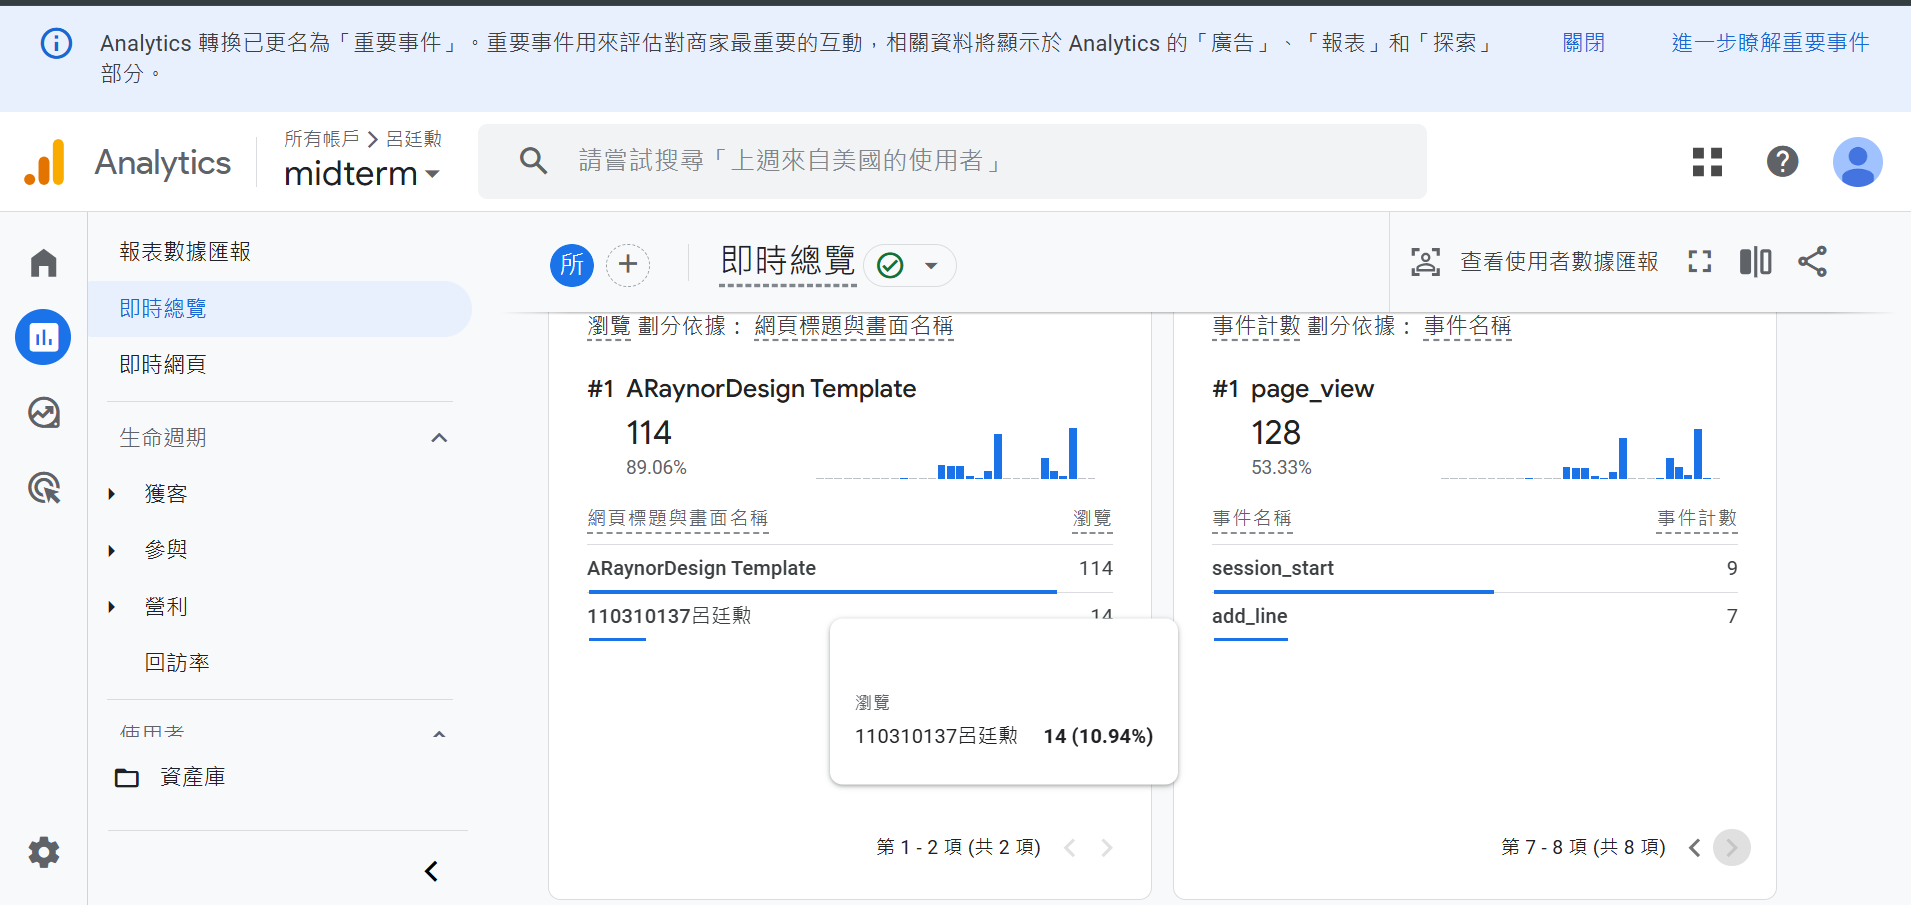 Analytics 轉換已更名為「重要事件」。重要事件用來評估對商家最重要的互動，相關資料將顯示於 Analytics 的「廣告」、「報表」和「探索」
部分。
關閉
進一步瞭解重要事件
Analytics
所有帳戶 > 呂廷勳
midterm
請嘗試搜尋「上週來自美國的使用者」
報表數據匯報
即時總覽
即時網頁
生命週期
獲客
參與
營利
回訪率
使用者
資產庫
所
即時總覽
查看使用者數據匯報
瀏覽 劃分依據： 網頁標題與畫面名稱
#1 ARaynorDesign Template
114
89.06%
網頁標題與畫面名稱 瀏覽
ARaynorDesign Template 114
110310137呂廷勳 14
瀏覽
110310137呂廷勳 14 (10.94%)
第 1 - 2 項 (共 2 項)
事件計數 劃分依據： 事件名稱
#1 page_view
128
53.33%
事件名稱 事件計數
session_start 9
add_line 7
第 7 - 8 項 (共 8 項)